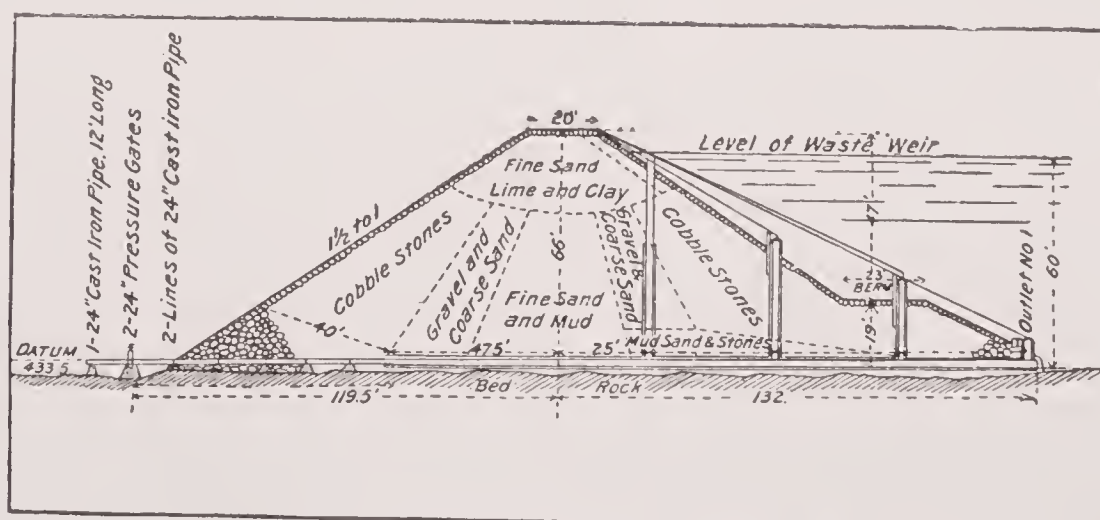 1-24" Cast Iron Pipe. 12' Long
2-24" Pressure Gates
2-Lines of 24" Cast iron Pipe
20'
Level of Waste Weir
Fine Sand
Lime and Clay
1½ to 1
Cobble Stones
Gravel and
Coarse Sand
66'
Gravel &
Coarse Sand
Cobble Stones
47'
60'
23'
BERM
Outlet No 1
40'
Fine Sand
and Mud
Mud Sand & Stones
19'
47.5'
25'
DATUM
433.5
Bed Rock
119.5'
132.